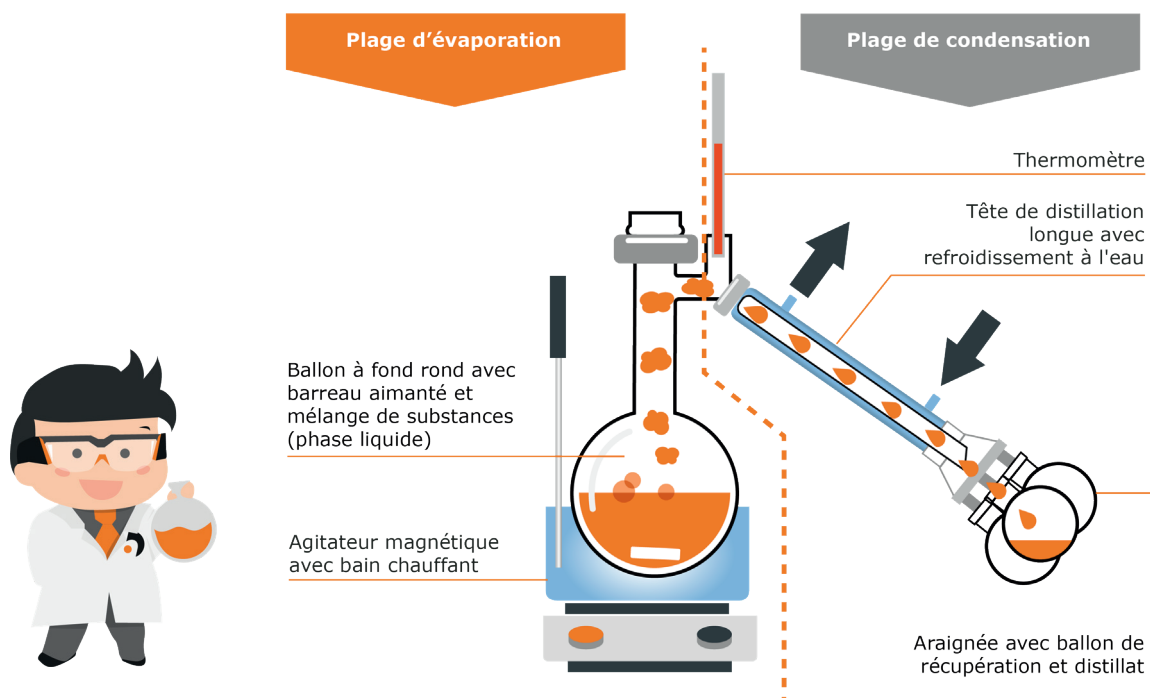 Plage d’évaporation
Plage de condensation
Thermomètre
Tête de distillation
longue avec
refroidissement à l'eau
Ballon à fond rond avec
barreau aimanté et
mélange de substances
(phase liquide)
Agitateur magnétique
avec bain chauffant
Araignée avec ballon de
récupération et distillat